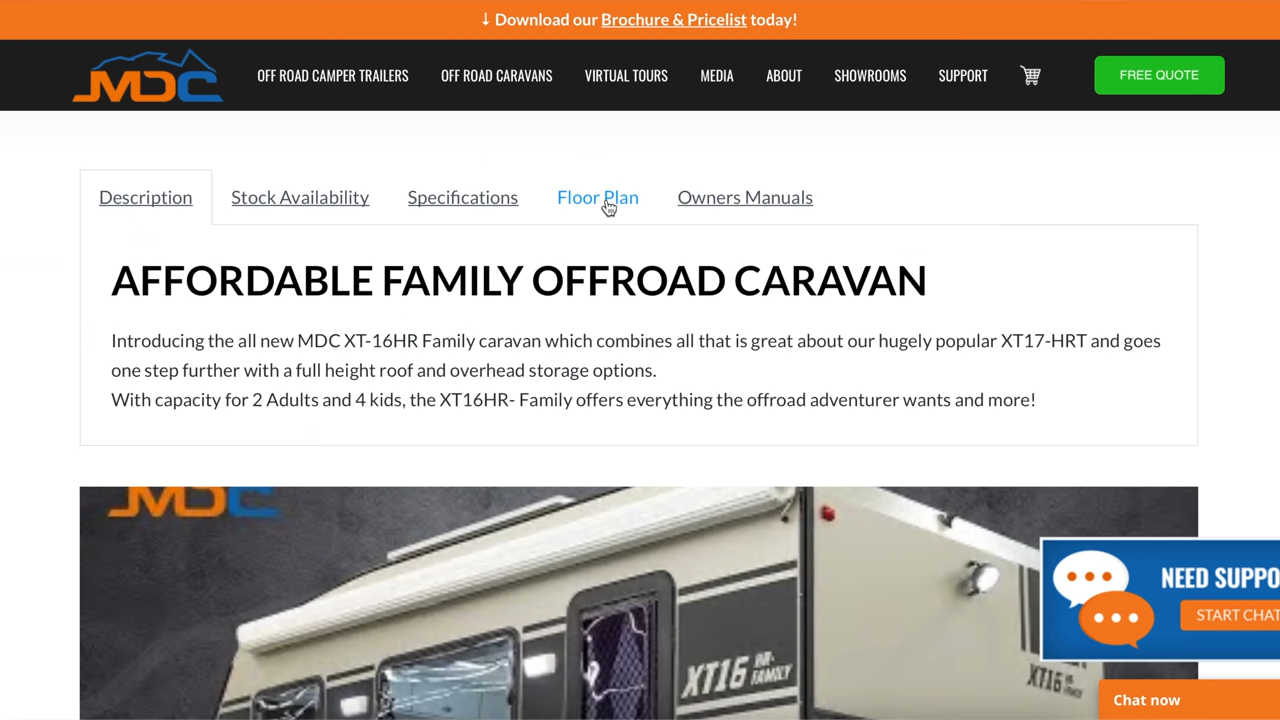 ↓ Download our Brochure & Pricelist today!
MDC
OFF ROAD CAMPER TRAILERS
OFF ROAD CARAVANS
VIRTUAL TOURS
MEDIA
ABOUT
SHOWROOMS
SUPPORT
FREE QUOTE
Description
Stock Availability
Specifications
Floor Plan
Owners Manuals
AFFORDABLE FAMILY OFFROAD CARAVAN
Introducing the all new MDC XT-16HR Family caravan which combines all that is great about our hugely popular XT17-HRT and goes
one step further with a full height roof and overhead storage options.
With capacity for 2 Adults and 4 kids, the XT16HR- Family offers everything the offroad adventurer wants and more!
MDC
XT16 HR-FAMILY
XT16
NEED SUPPO
START CHAT
Chat now